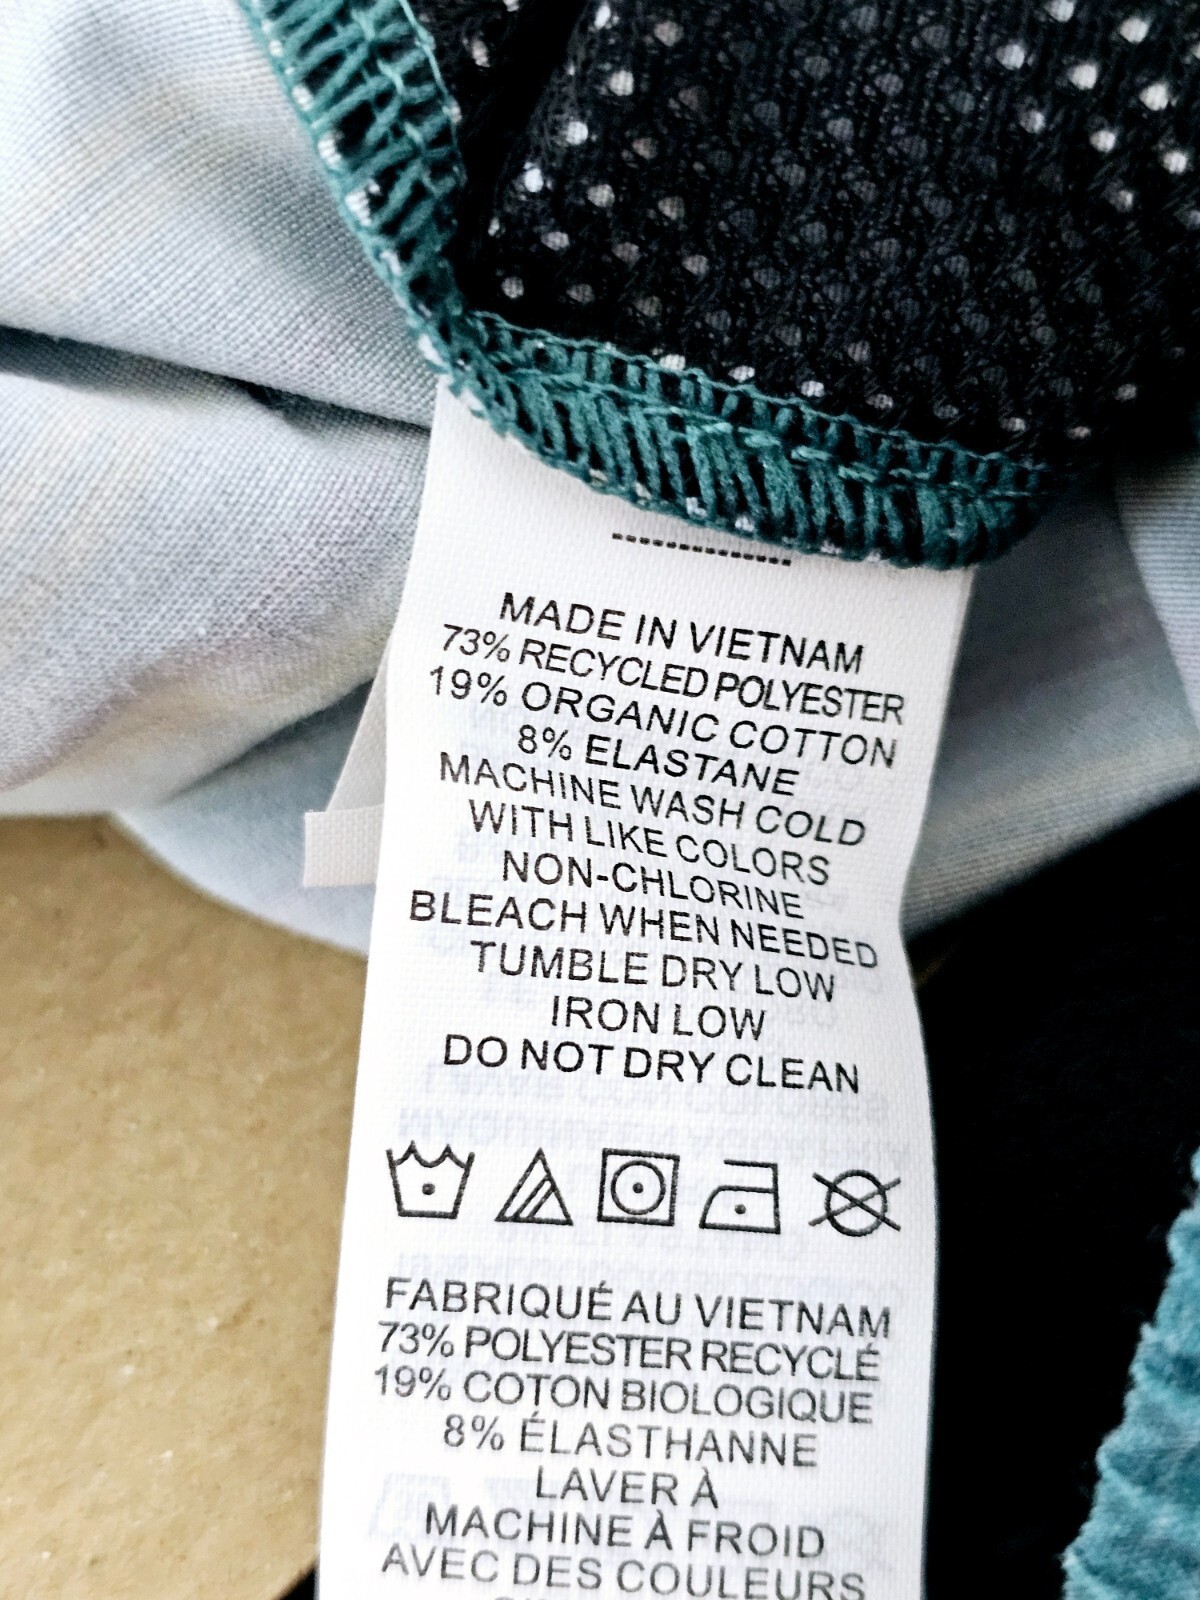 MADE IN VIETNAM
73% RECYCLED POLYESTER
19% ORGANIC COTTON
8% ELASTANE
MACHINE WASH COLD
WITH LIKE COLORS
NON-CHLORINE
BLEACH WHEN NEEDED
TUMBLE DRY LOW
IRON LOW
DO NOT DRY CLEAN
FABRIQUÉ AU VIETNAM
73% POLYESTER RECYCLÉ
19% COTON BIOLOGIQUE
8% ÉLASTHANNE
LAVER À
MACHINE À FROID
AVEC DES COULEURS